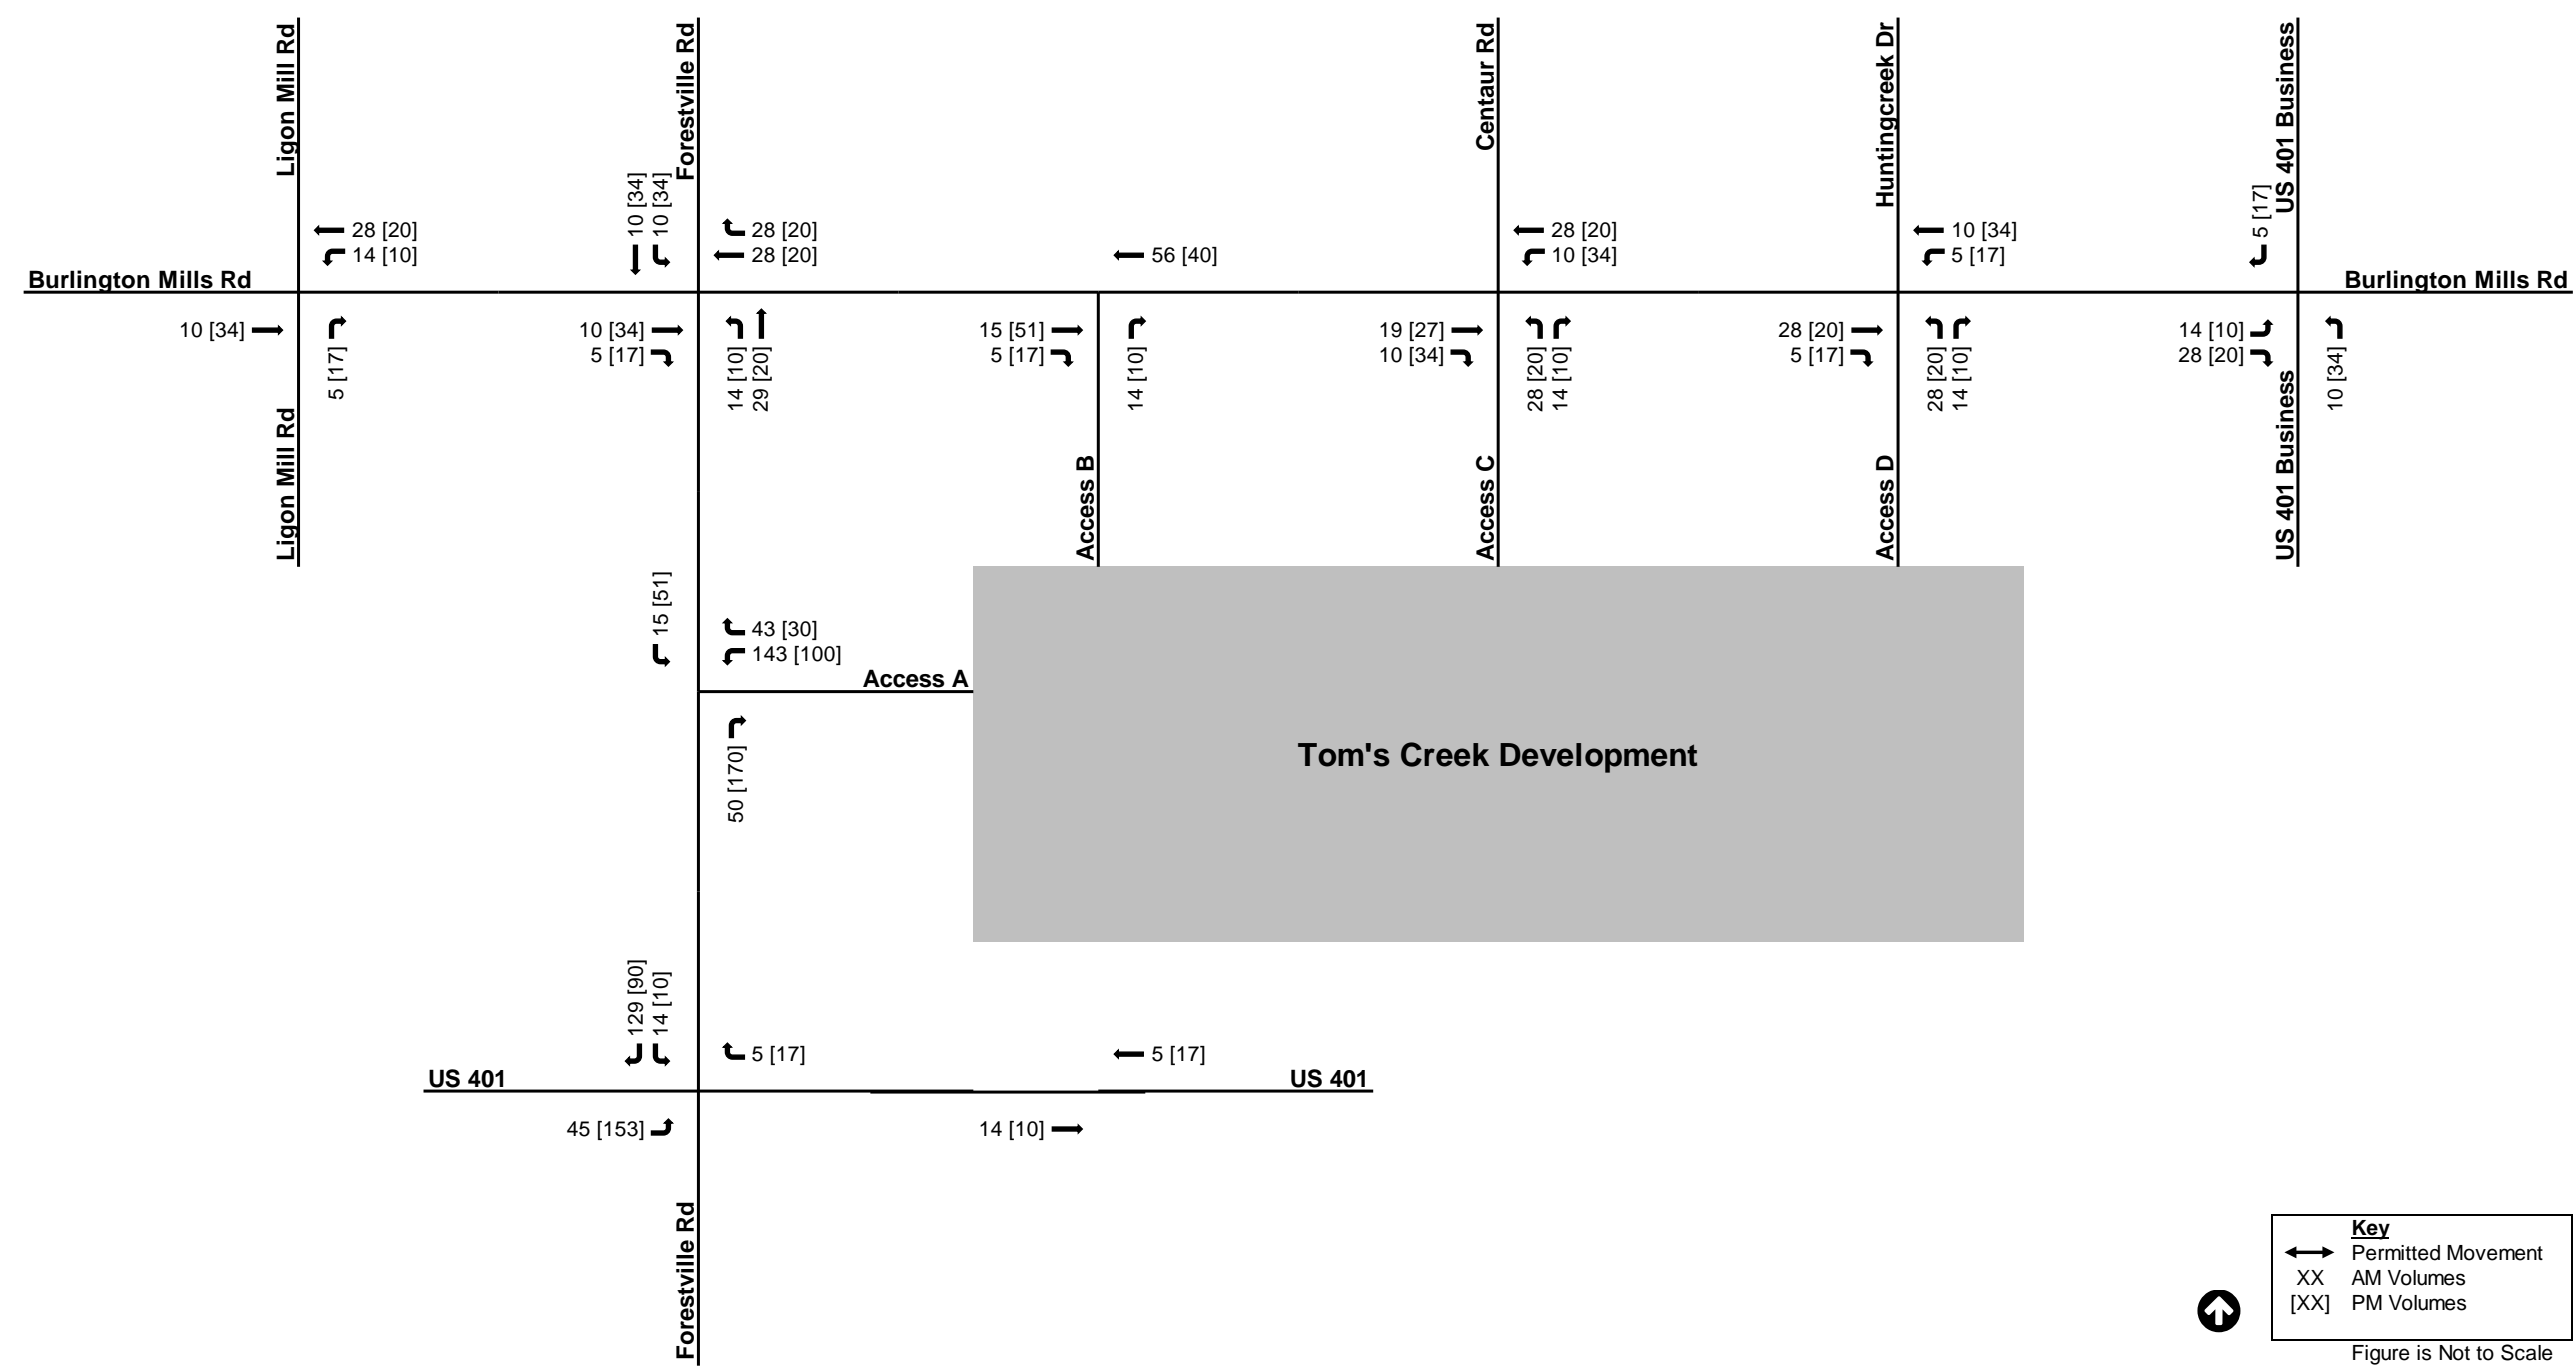 Ligon Mill Rd
Forestville Rd
Centaur Rd
Huntingcreek Dr
US 401 Business
10 [34]
10 [34]
5 [17]
28 [20]
14 [10]
28 [20]
28 [20]
56 [40]
28 [20]
10 [34]
10 [34]
5 [17]
Burlington Mills Rd
Burlington Mills Rd
10 [34]
5 [17]
10 [34]
5 [17]
14 [10]
29 [20]
15 [51]
5 [17]
14 [10]
19 [27]
10 [34]
28 [20]
14 [10]
28 [20]
5 [17]
28 [20]
14 [10]
14 [10]
28 [20]
10 [34]
Ligon Mill Rd
Access B
Access C
Access D
US 401 Business
15 [51]
43 [30]
143 [100]
Access A
50 [170]
Tom's Creek Development
129 [90]
14 [10]
5 [17]
5 [17]
US 401
US 401
45 [153]
14 [10]
Forestville Rd
Key
Permitted Movement
XX AM Volumes
[XX] PM Volumes
Figure is Not to Scale